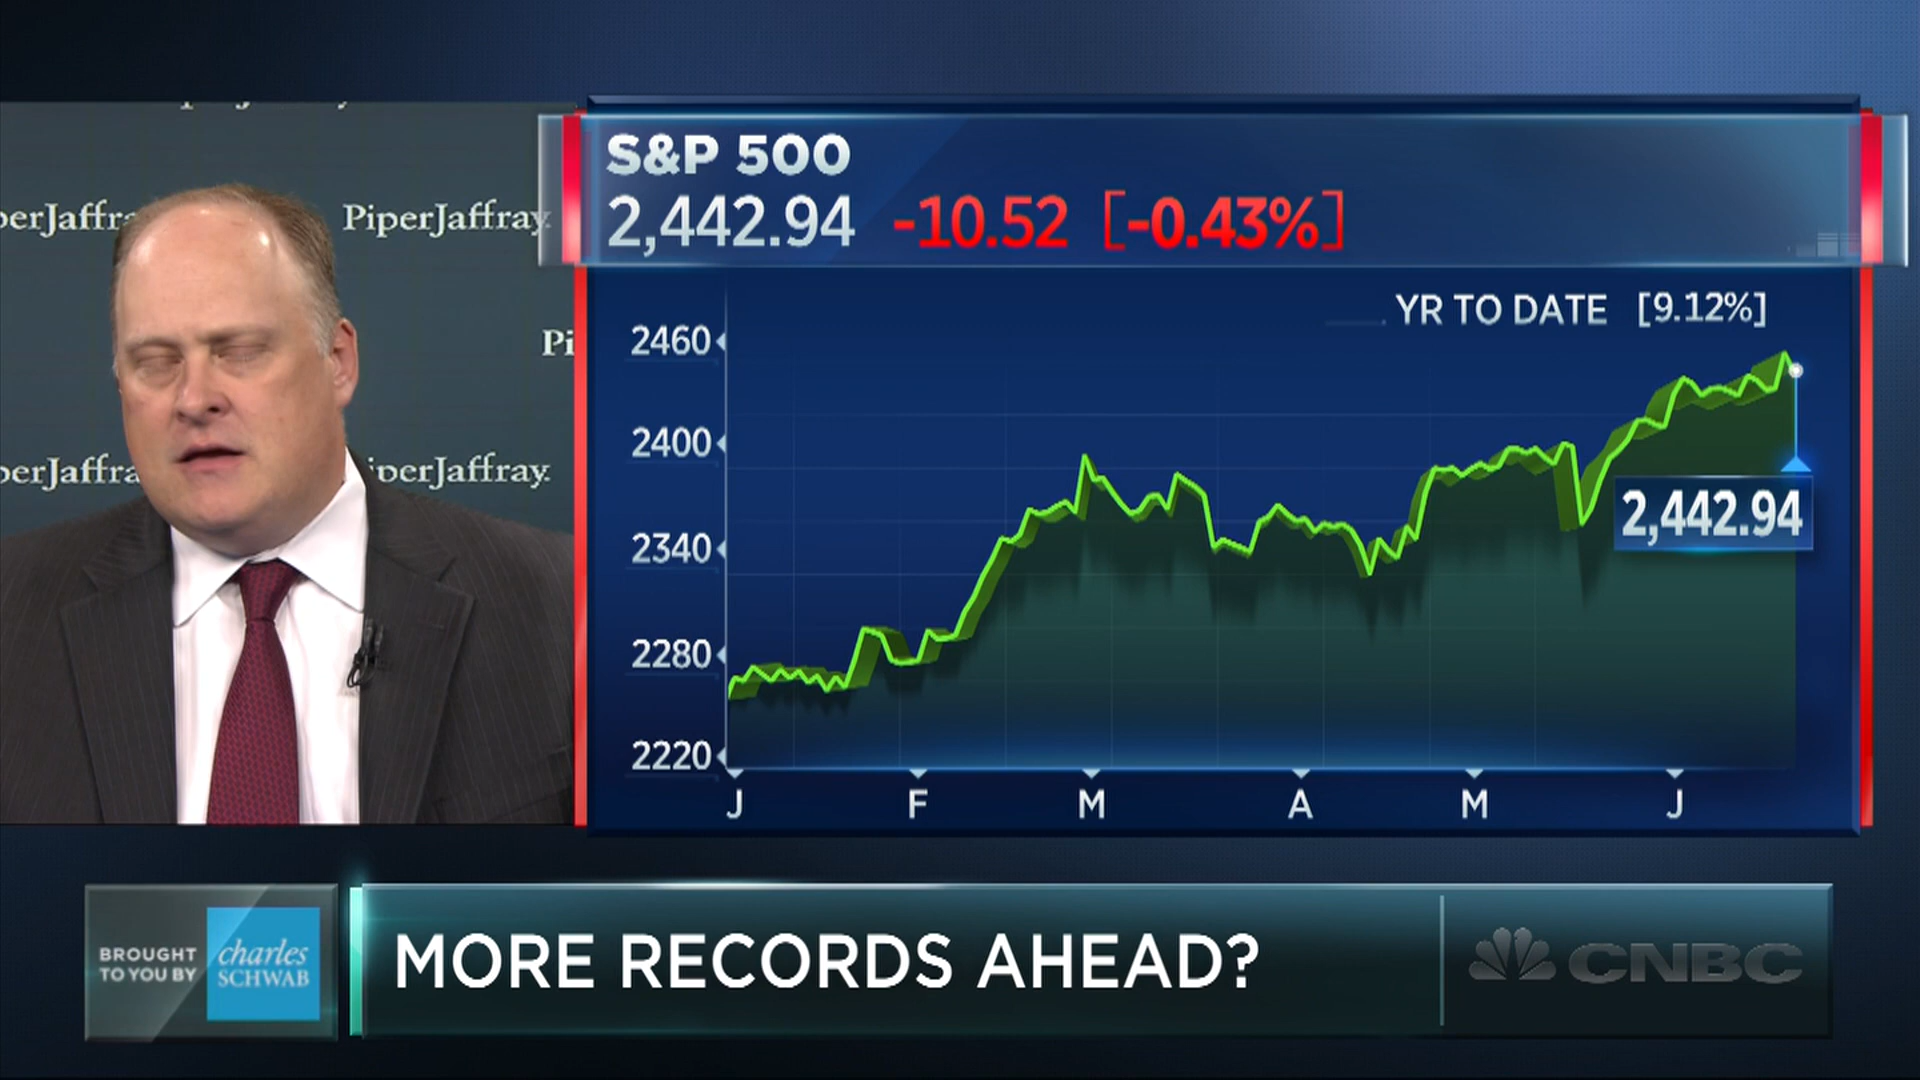 PiperJaffray.
S&P 500
2,442.94 -10.52 [-0.43%]
YR TO DATE [9.12%]
2460
2400
2340
2280
2220
2,442.94
J F M A M J
BROUGHT
TO YOU BY
charles
SCHWAB
MORE RECORDS AHEAD?
CNBC